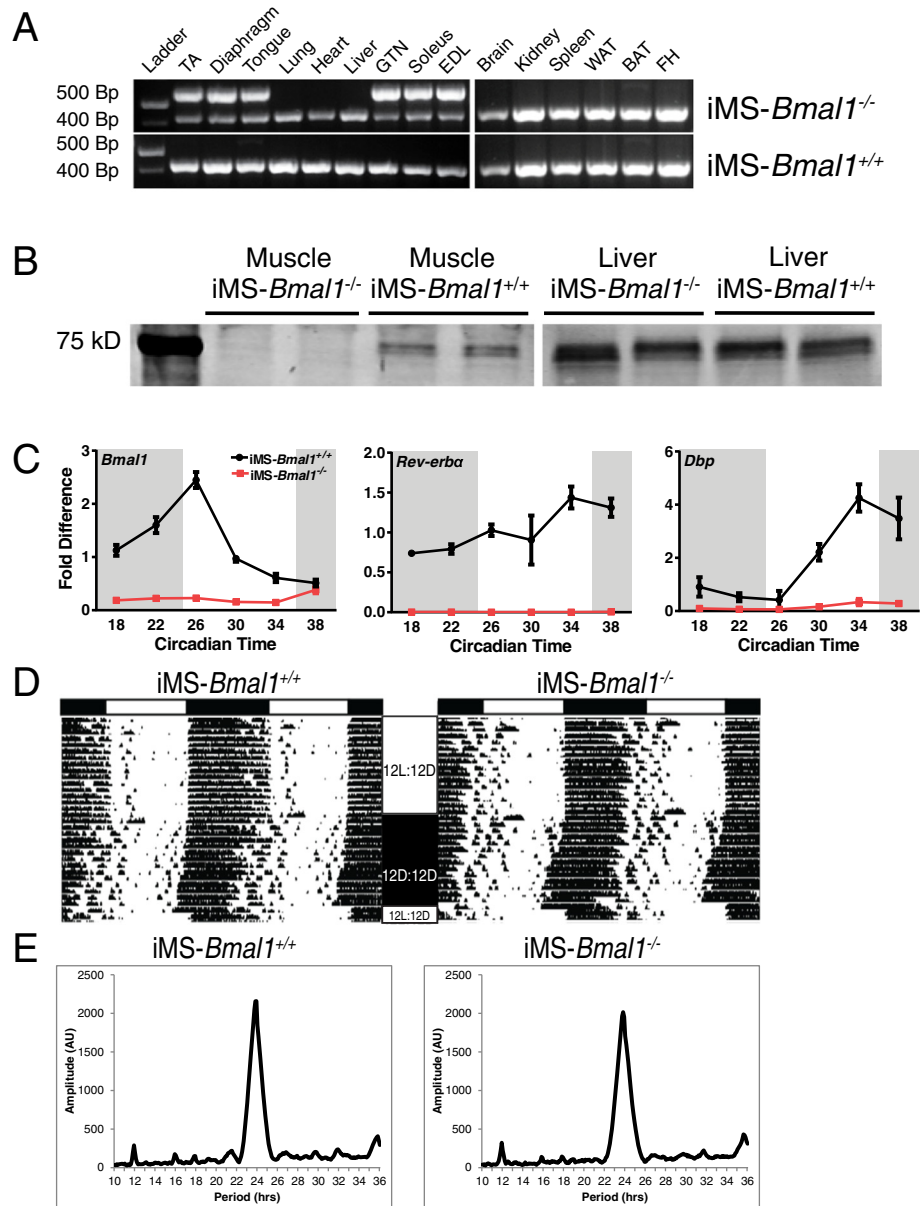 A
Ladder TA Diaphragm Tongue Lung Heart Liver GTN Soleus EDL Brain Kidney Spleen WAT BAT FH
500 Bp
400 Bp
iMS-Bmal1-/-
500 Bp
400 Bp
iMS-Bmal1+/+
B
Muscle Muscle Liver Liver
iMS-Bmal1-/- iMS-Bmal1+/+ iMS-Bmal1-/- iMS-Bmal1+/+
75 kD
C
Bmal1
iMS-Bmal1+/+
iMS-Bmal1-/-
Fold Difference
3
2
1
0
18 22 26 30 34 38
Circadian Time
Rev-erbα
2.0
1.5
1.0
0.5
0.0
18 22 26 30 34 38
Circadian Time
Dbp
6
4
2
0
18 22 26 30 34 38
Circadian Time
D
iMS-Bmal1+/+ iMS-Bmal1-/-
12L:12D
12D:12D
12L:12D
E
iMS-Bmal1+/+
Amplitude (AU)
2500
2000
1500
1000
500
0
10 12 14 16 18 20 22 24 26 28 30 32 34 36
Period (hrs)
iMS-Bmal1-/-
Amplitude (AU)
2500
2000
1500
1000
500
0
10 12 14 16 18 20 22 24 26 28 30 32 34 36
Period (hrs)